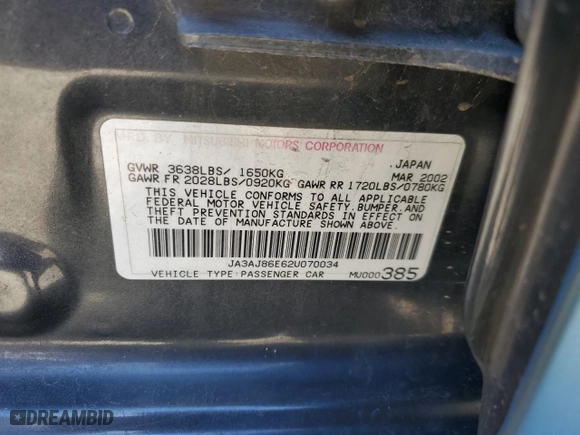 MFD. BY MITSUBISHI MOTORS CORPORATION
JAPAN
GVWR 3638LBS/ 1650KG MAR 2002
GAWR FR 2028LBS/0920KG GAWR RR 1720LBS/0780KG
THIS VEHICLE CONFORMS TO ALL APPLICABLE
FEDERAL MOTOR VEHICLE SAFETY,BUMPER,AND
THEFT PREVENTION STANDARDS IN EFFECT ON
THE DATE OF MANUFACTURE SHOWN ABOVE.
JA3AJ86E62U070034
VEHICLE TYPE:PASSENGER CAR MU000385
DREAMBID